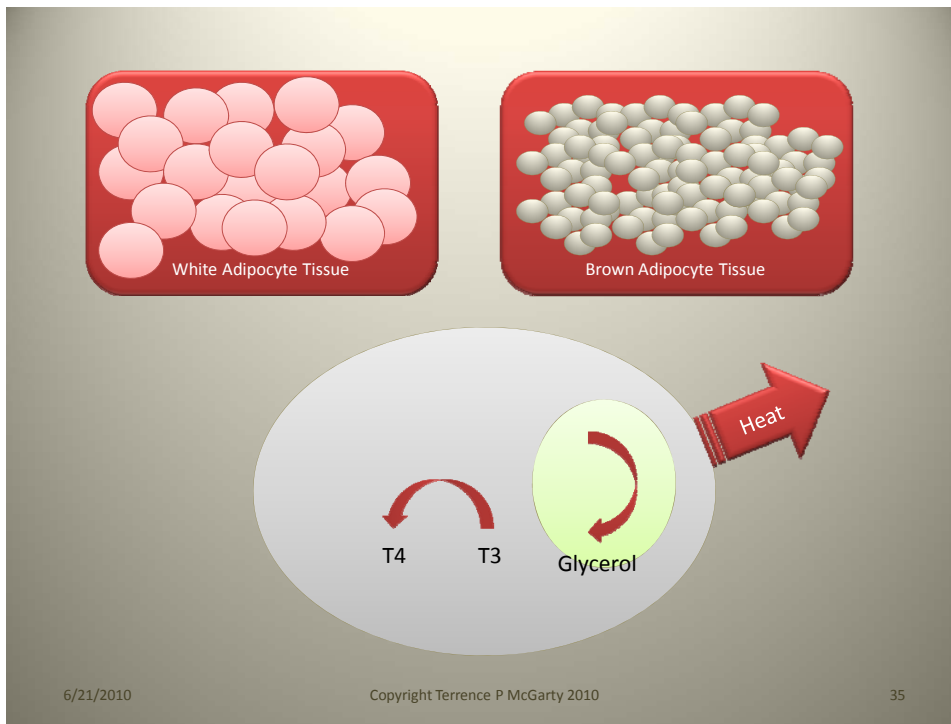 White Adipocyte Tissue
Brown Adipocyte Tissue
Heat
T4
T3
Glycerol
6/21/2010
Copyright Terrence P McGarty 2010
35